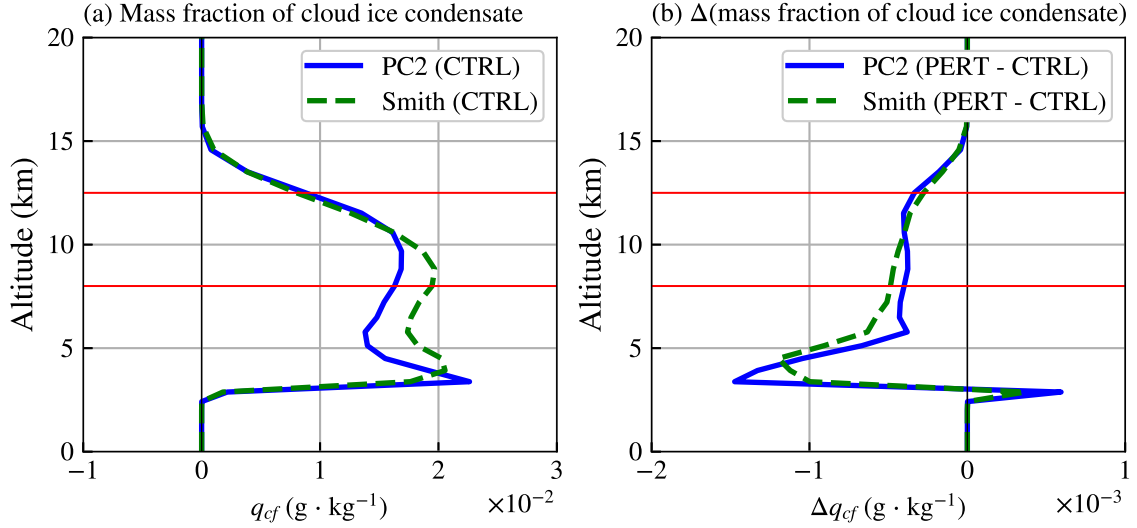 (a) Mass fraction of cloud ice condensate
20
15
10
5
0
Altitude (km)
PC2 (CTRL)
Smith (CTRL)
−1 0 1 2 3
×10⁻²
q_cf (g · kg⁻¹)
(b) Δ(mass fraction of cloud ice condensate)
20
15
10
5
0
Altitude (km)
PC2 (PERT - CTRL)
Smith (PERT - CTRL)
−2 −1 0 1
×10⁻³
Δq_cf (g · kg⁻¹)